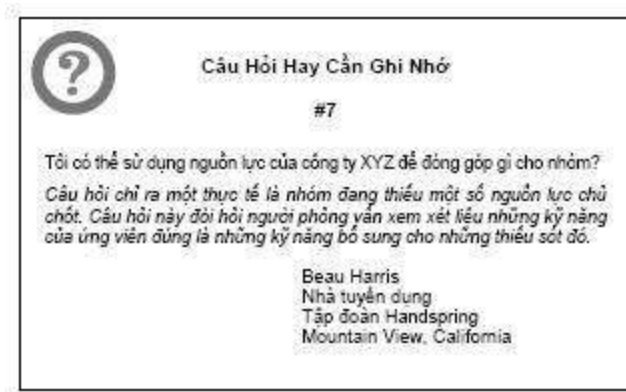 ?
Câu Hỏi Hay Cần Ghi Nhớ
#7
Tôi có thể sử dụng nguồn lực của công ty XYZ để đóng góp gì cho nhóm?
Câu hỏi chỉ ra một thực tế là nhóm đang thiếu một số nguồn lực chủ
chốt. Câu hỏi này đòi hỏi người phỏng vấn xem xét liệu những kỹ năng
của ứng viên đúng là những kỹ năng bổ sung cho những thiếu sót đó.
Beau Harris
Nhà tuyển dụng
Tập đoàn Handspring
Mountain View, California